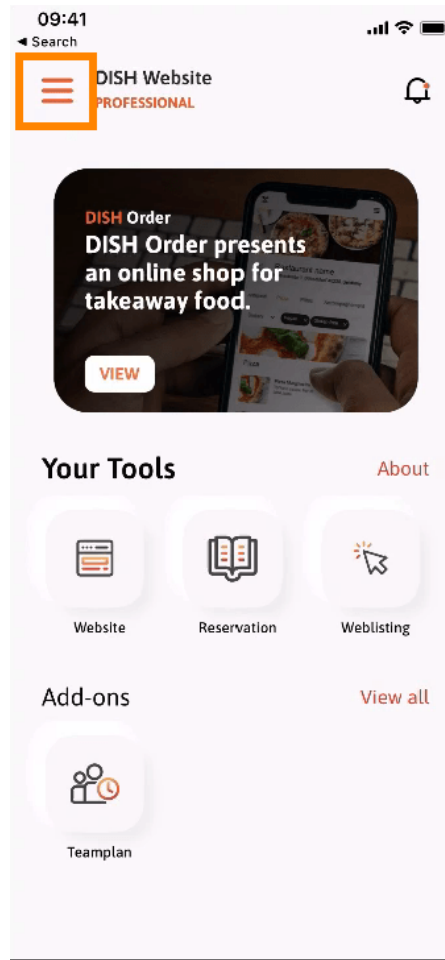 09:41
◀ Search
DISH Website
PROFESSIONAL
DISH Order
DISH Order presents
an online shop for
takeaway food.
VIEW
Your Tools
About
Website
Reservation
Weblisting
Add-ons
View all
Teamplan